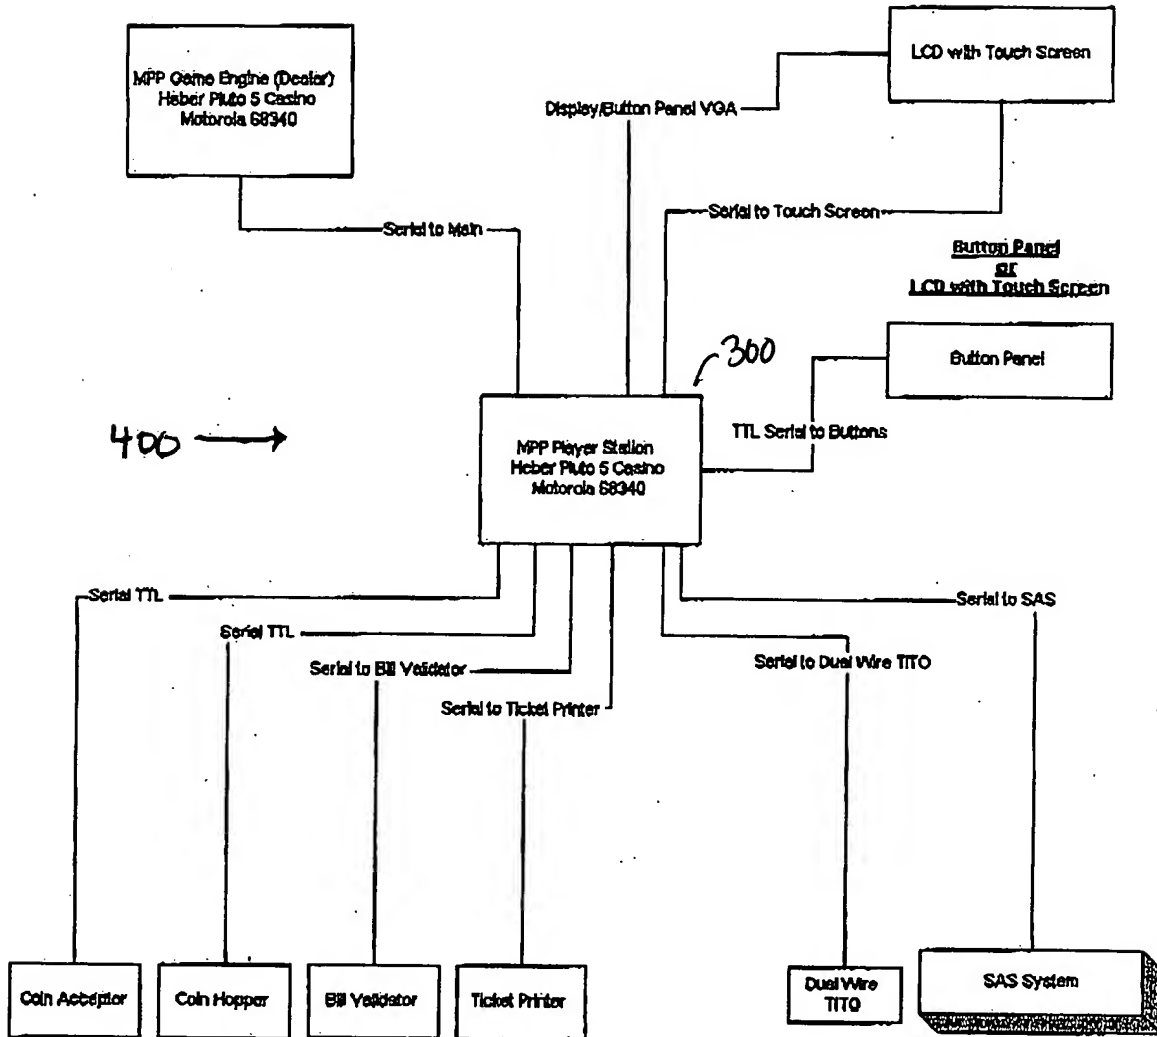 MPP Game Engine (Dealer)
Heber Pluto 5 Casino
Motorola 68340
LCD with Touch Screen
Display/Button Panel VGA
Serial to Touch Screen
Serial to Main
Button Panel
or
LCD with Touch Screen
300
Button Panel
400
MPP Player Station
Heber Pluto 5 Casino
Motorola 68340
TTL Serial to Buttons
Serial TTL
Serial to SAS
Serial TTL
Serial to Bill Validator
Serial to Dual Wire TITO
Serial to Ticket Printer
Coin Acceptor
Coin Hopper
Bill Validator
Ticket Printer
Dual Wire
TITO
SAS System